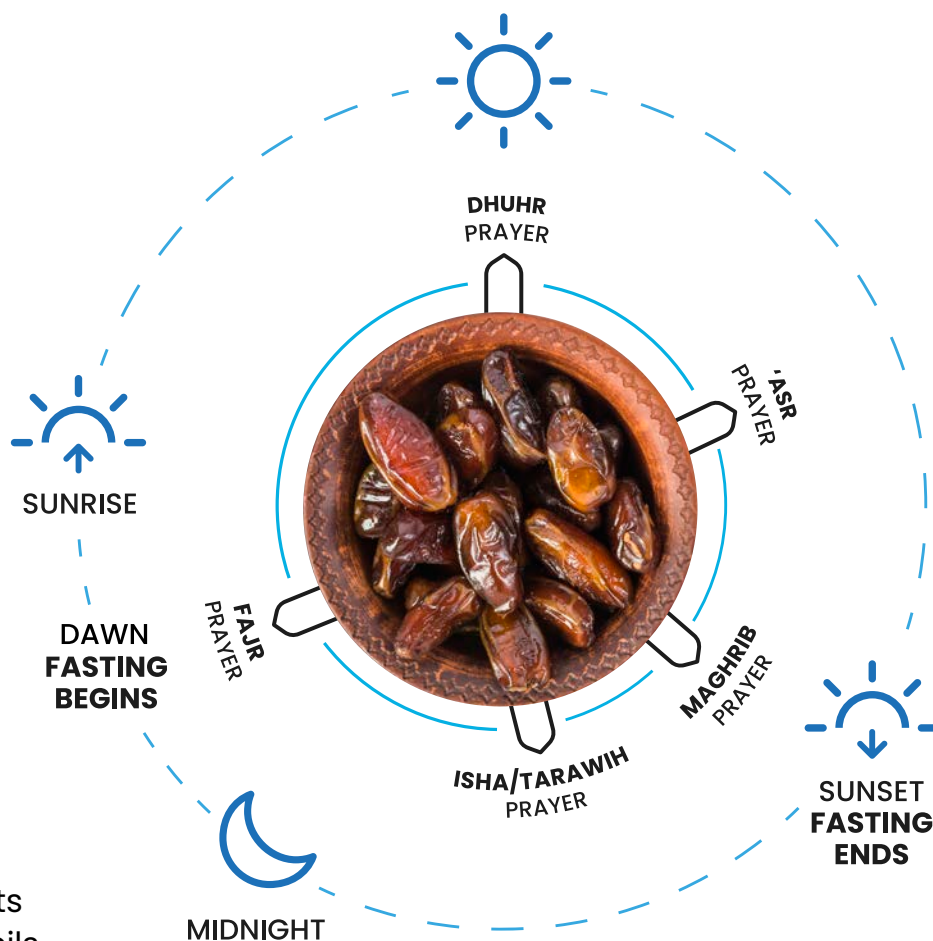 DHUHR
PRAYER
‘ASR
PRAYER
SUNRISE
DAWN
FASTING
BEGINS
FAJR
PRAYER
MAGHRIB
PRAYER
ISHA/TARAWIH
PRAYER
SUNSET
FASTING
ENDS
MIDNIGHT